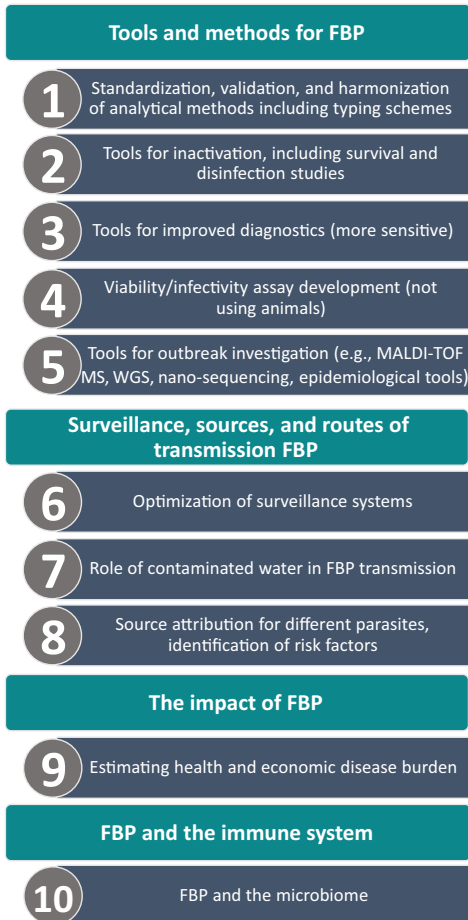 Tools and methods for FBP
1
Standardization, validation, and harmonization
of analytical methods including typing schemes
2
Tools for inactivation, including survival and
disinfection studies
3
Tools for improved diagnostics (more sensitive)
4
Viability/infectivity assay development (not
using animals)
5
Tools for outbreak investigation (e.g., MALDI-TOF
MS, WGS, nano-sequencing, epidemiological tools)
Surveillance, sources, and routes of
transmission FBP
6
Optimization of surveillance systems
7
Role of contaminated water in FBP transmission
8
Source attribution for different parasites,
identification of risk factors
The impact of FBP
9
Estimating health and economic disease burden
FBP and the immune system
10
FBP and the microbiome